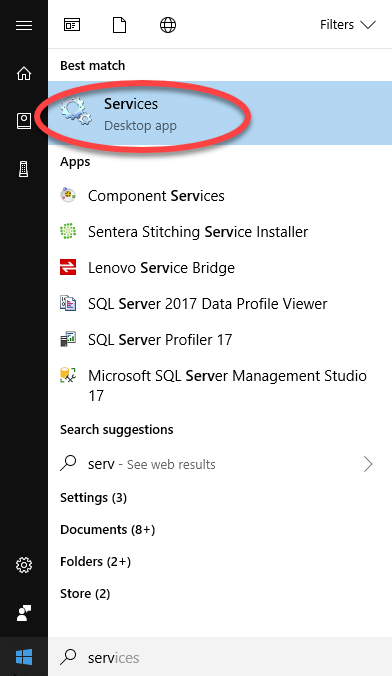 Filters
Best match
Services
Desktop app
Apps
Component Services
Sentera Stitching Service Installer
Lenovo Service Bridge
SQL Server 2017 Data Profile Viewer
SQL Server Profiler 17
Microsoft SQL Server Management Studio
17
Search suggestions
serv - See web results
Settings (3)
Documents (8+)
Folders (2+)
Store (2)
services